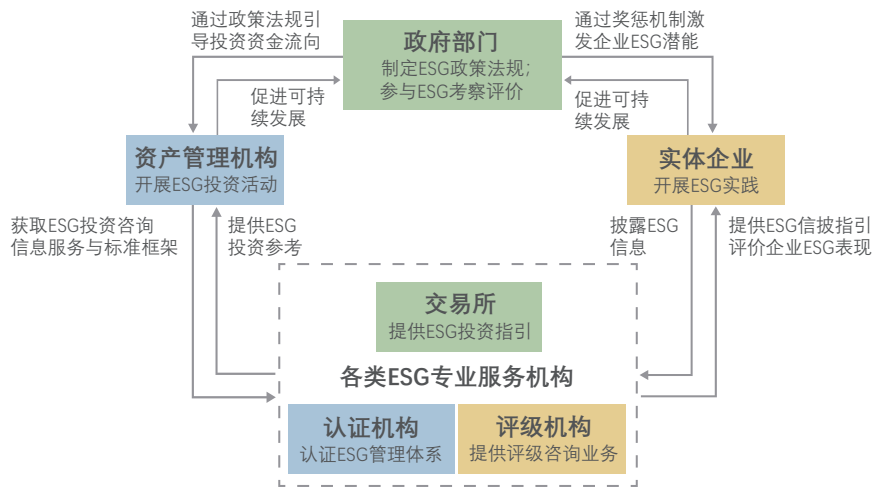 通过政策法规引
导投资资金流向
政府部门
制定ESG政策法规；
参与ESG考察评价
通过奖惩机制激
发企业ESG潜能
促进可持
续发展
促进可持
续发展
资产管理机构
开展ESG投资活动
实体企业
开展ESG实践
获取ESG投资咨询
信息服务与标准框架
提供ESG
投资参考
披露ESG
信息
提供ESG信披指引
评价企业ESG表现
交易所
提供ESG投资指引
各类ESG专业服务机构
认证机构
认证ESG管理体系
评级机构
提供评级咨询业务